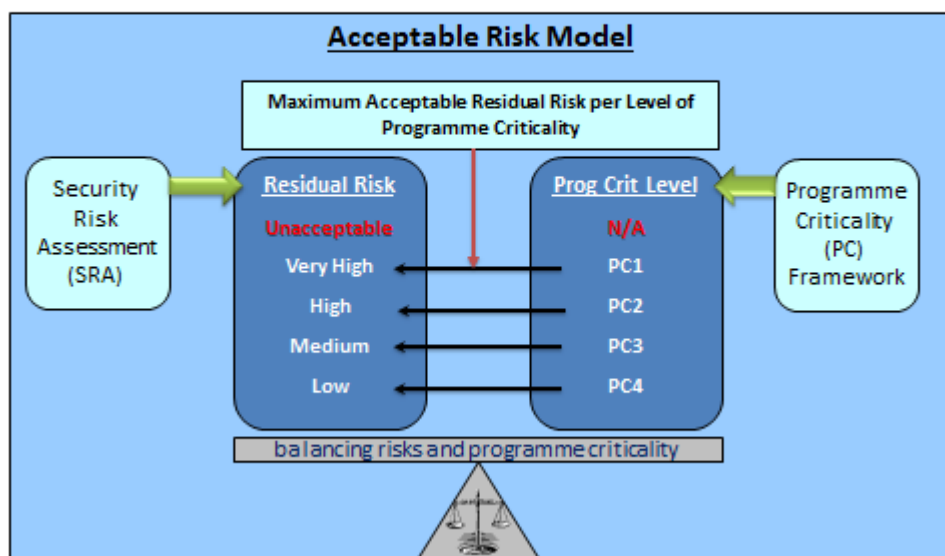 Acceptable Risk Model
Maximum Acceptable Residual Risk per Level of
Programme Criticality
Security
Risk
Assessment
(SRA)
Residual Risk
Unacceptable
Very High
High
Medium
Low
Prog Crit Level
N/A
PC1
PC2
PC3
PC4
Programme
Criticality
(PC)
Framework
balancing risks and programme criticality